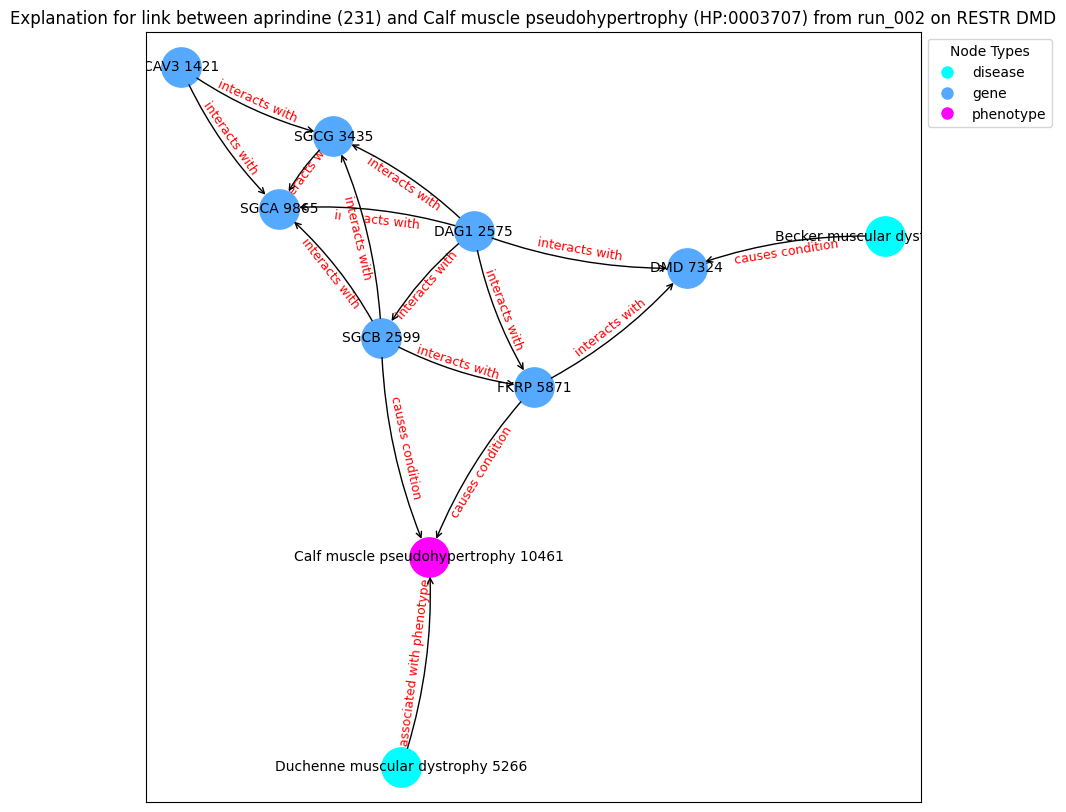 Explanation for link between aprindine (231) and Calf muscle pseudohypertrophy (HP:0003707) from run_002 on RESTR DMD
Node Types
disease
gene
phenotype
CAV3 1421
interacts with
interacts with
SGCG 3435
interacts with
SGCA 9865
interacts with
DAG1 2575
interacts with
interacts with
Becker muscular dyst
causes condition
DMD 7324
interacts with
interacts with
interacts with
interacts with
SGCB 2599
interacts with
interacts with
FKRP 5871
causes condition
causes condition
Calf muscle pseudohypertrophy 10461
associated with phenotype
Duchenne muscular dystrophy 5266